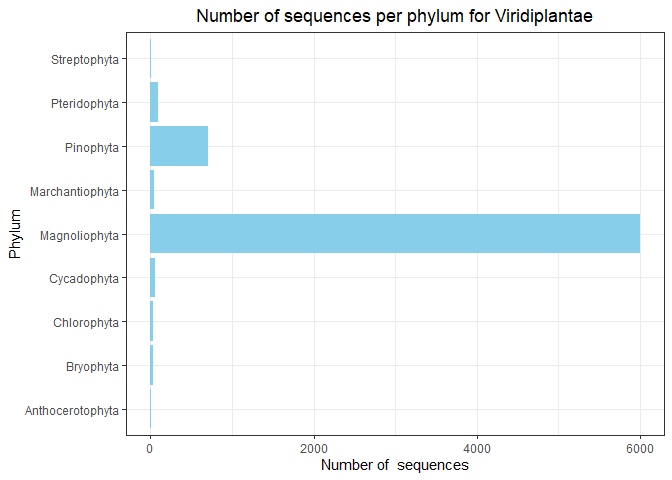 Number of sequences per phylum for Viridiplantae
Phylum
Streptophyta
Pteridophyta
Pinophyta
Marchantiophyta
Magnoliophyta
Cycadophyta
Chlorophyta
Bryophyta
Anthocerotophyta
0 2000 4000 6000
Number of  sequences